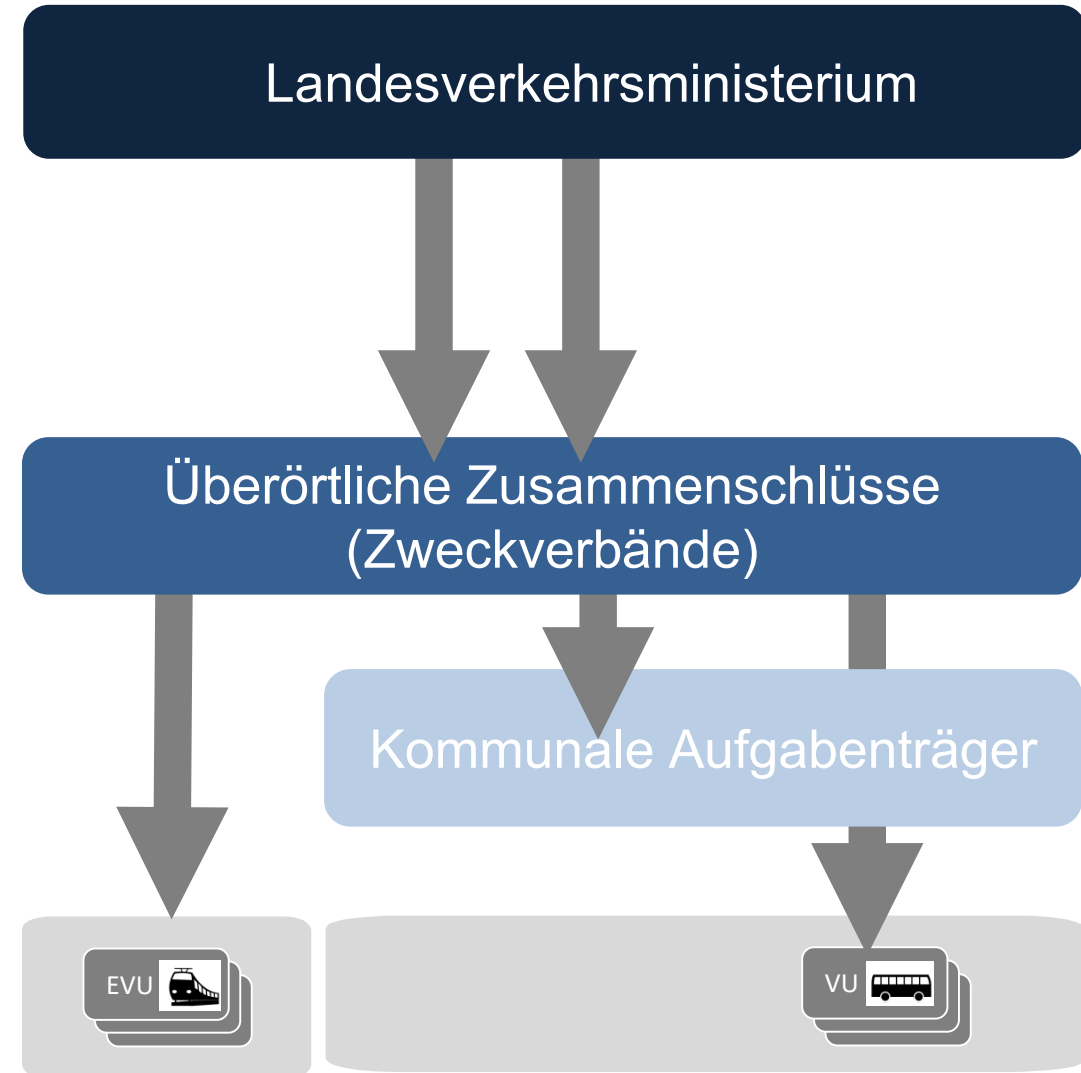 Landesverkehrsministerium
Überörtliche Zusammenschlüsse
(Zweckverbände)
Kommunale Aufgabenträger
EVU
VU